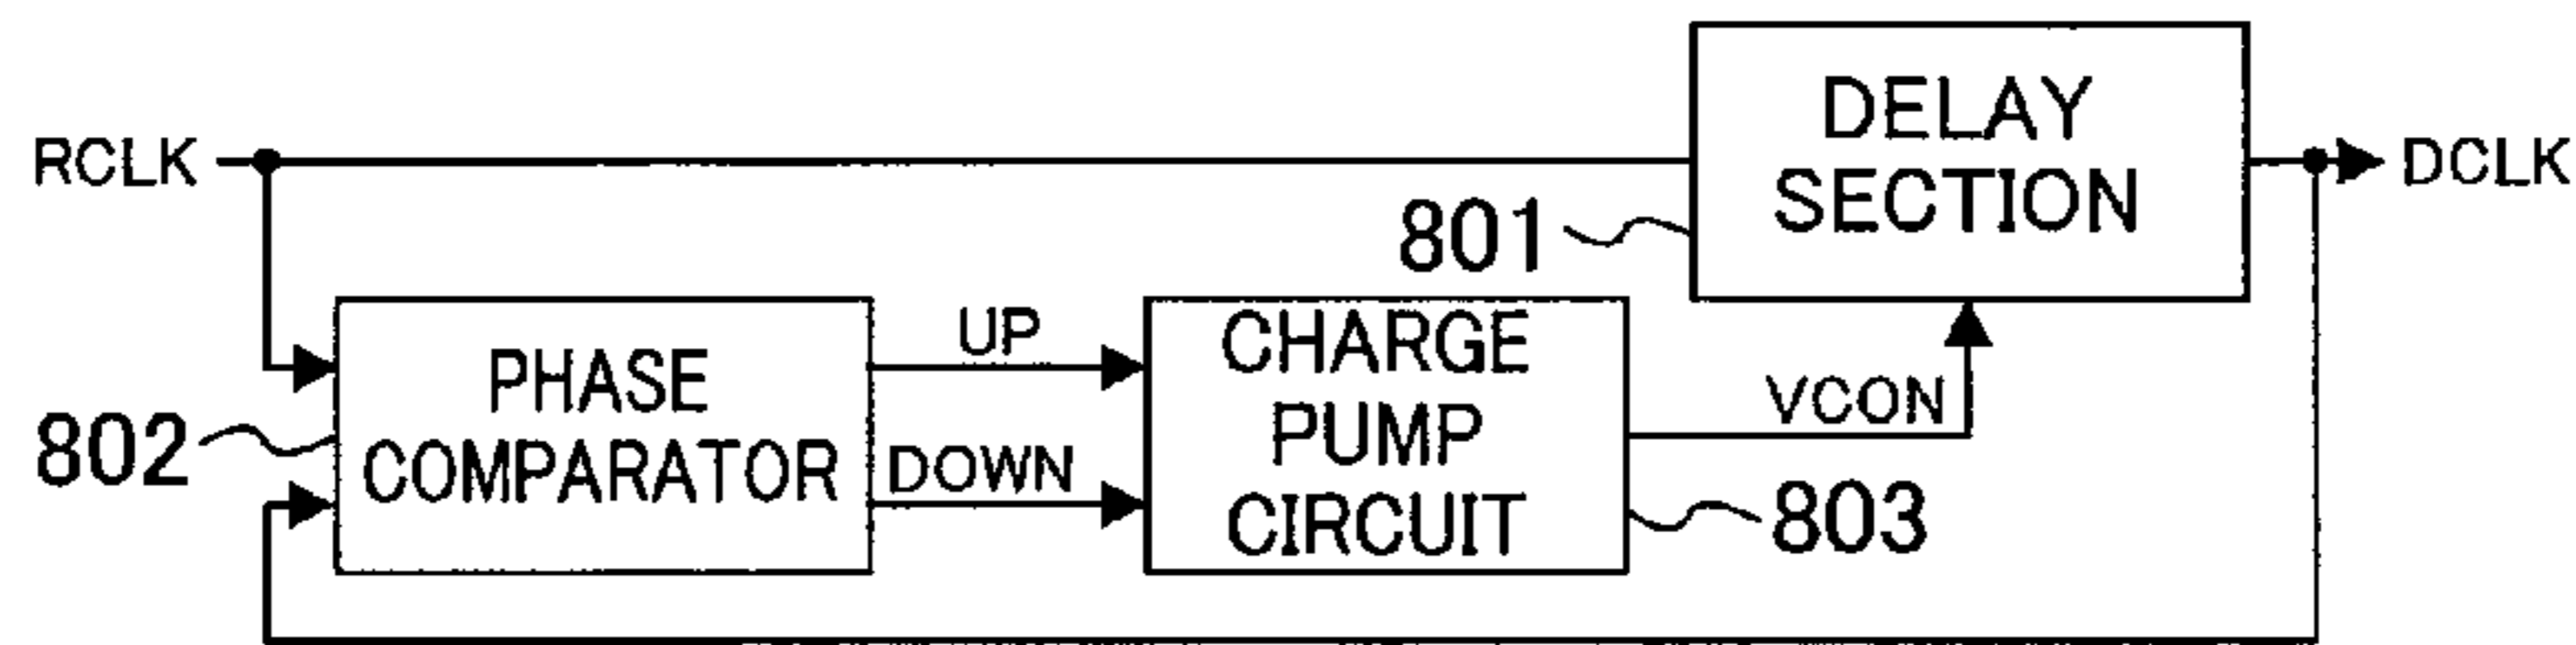 RCLK
DELAY
SECTION
DCLK
801
PHASE
COMPARATOR
802
UP
DOWN
CHARGE
PUMP
CIRCUIT
VCON
803